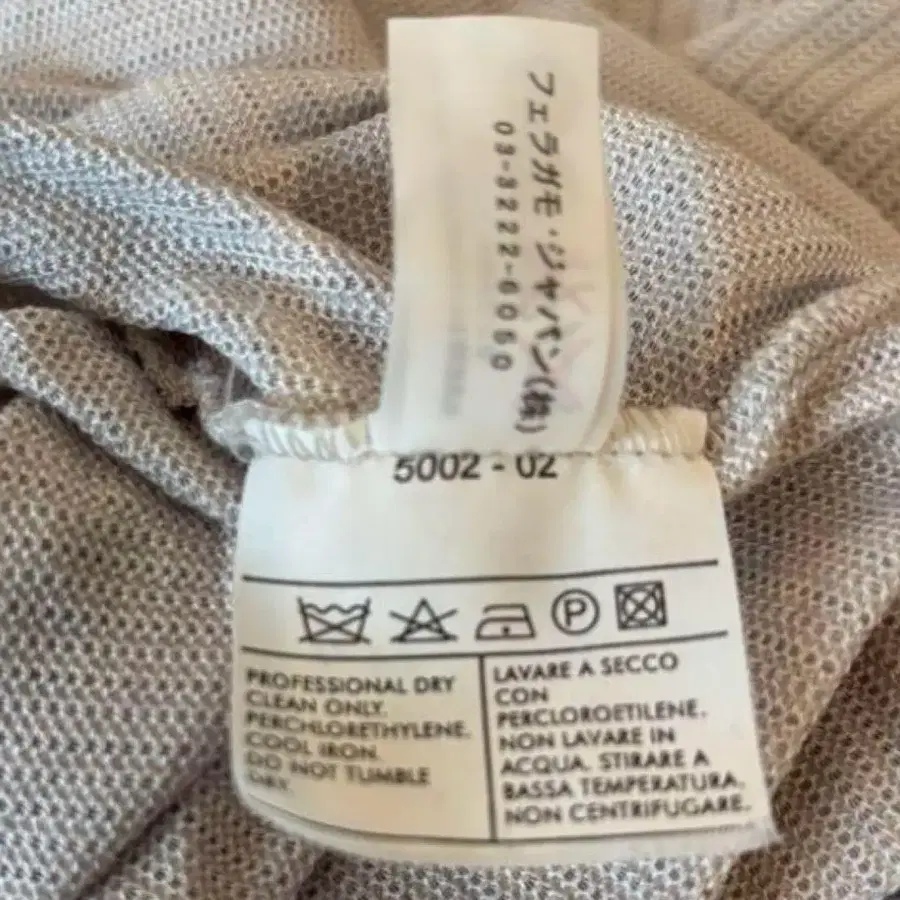 フェラガモ・ジャパン(株)
03-3222-6060
5002 - 02
P
PROFESSIONAL DRY
CLEAN ONLY.
PERCHLORETHYLENE.
COOL IRON.
DO NOT TUMBLE
DRY.
LAVARE A SECCO
CON
PERCLOROETILENE.
NON LAVARE IN
ACQUA. STIRARE A
BASSA TEMPERATURA.
NON CENTRIFUGARE.